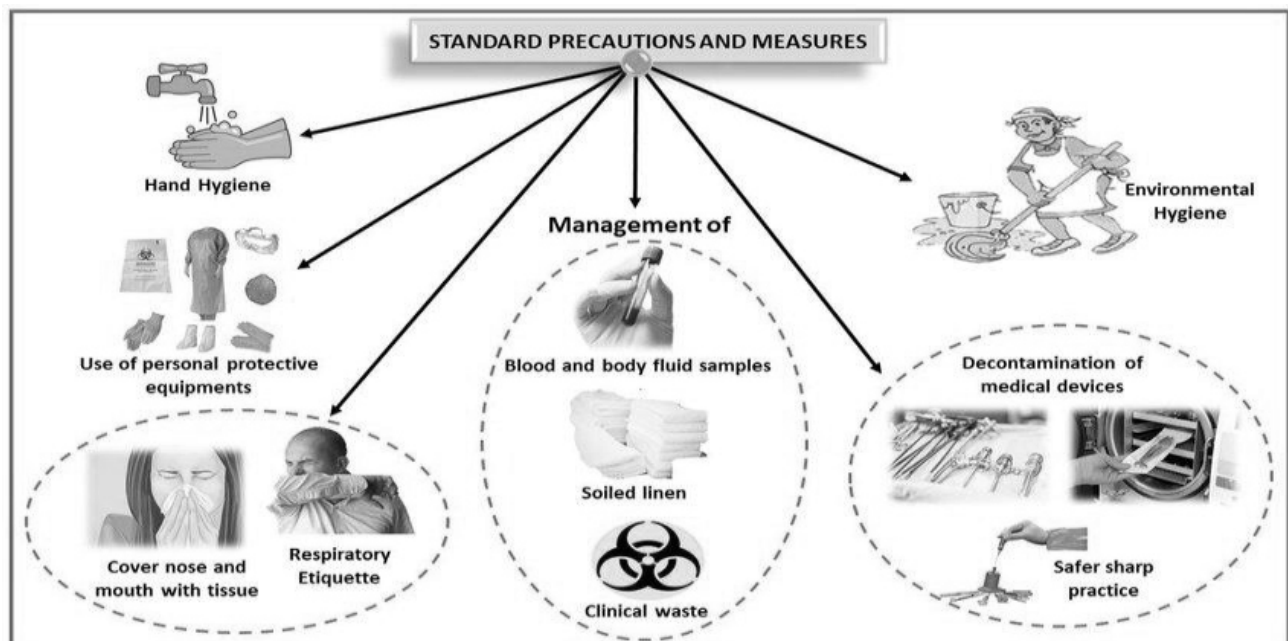 STANDARD PRECAUTIONS AND MEASURES
Hand Hygiene
Use of personal protective
equipments
Cover nose and
mouth with tissue
Respiratory
Etiquette
Management of
Blood and body fluid samples
Soiled linen
Clinical waste
Environmental
Hygiene
Decontamination of
medical devices
Safer sharp
practice